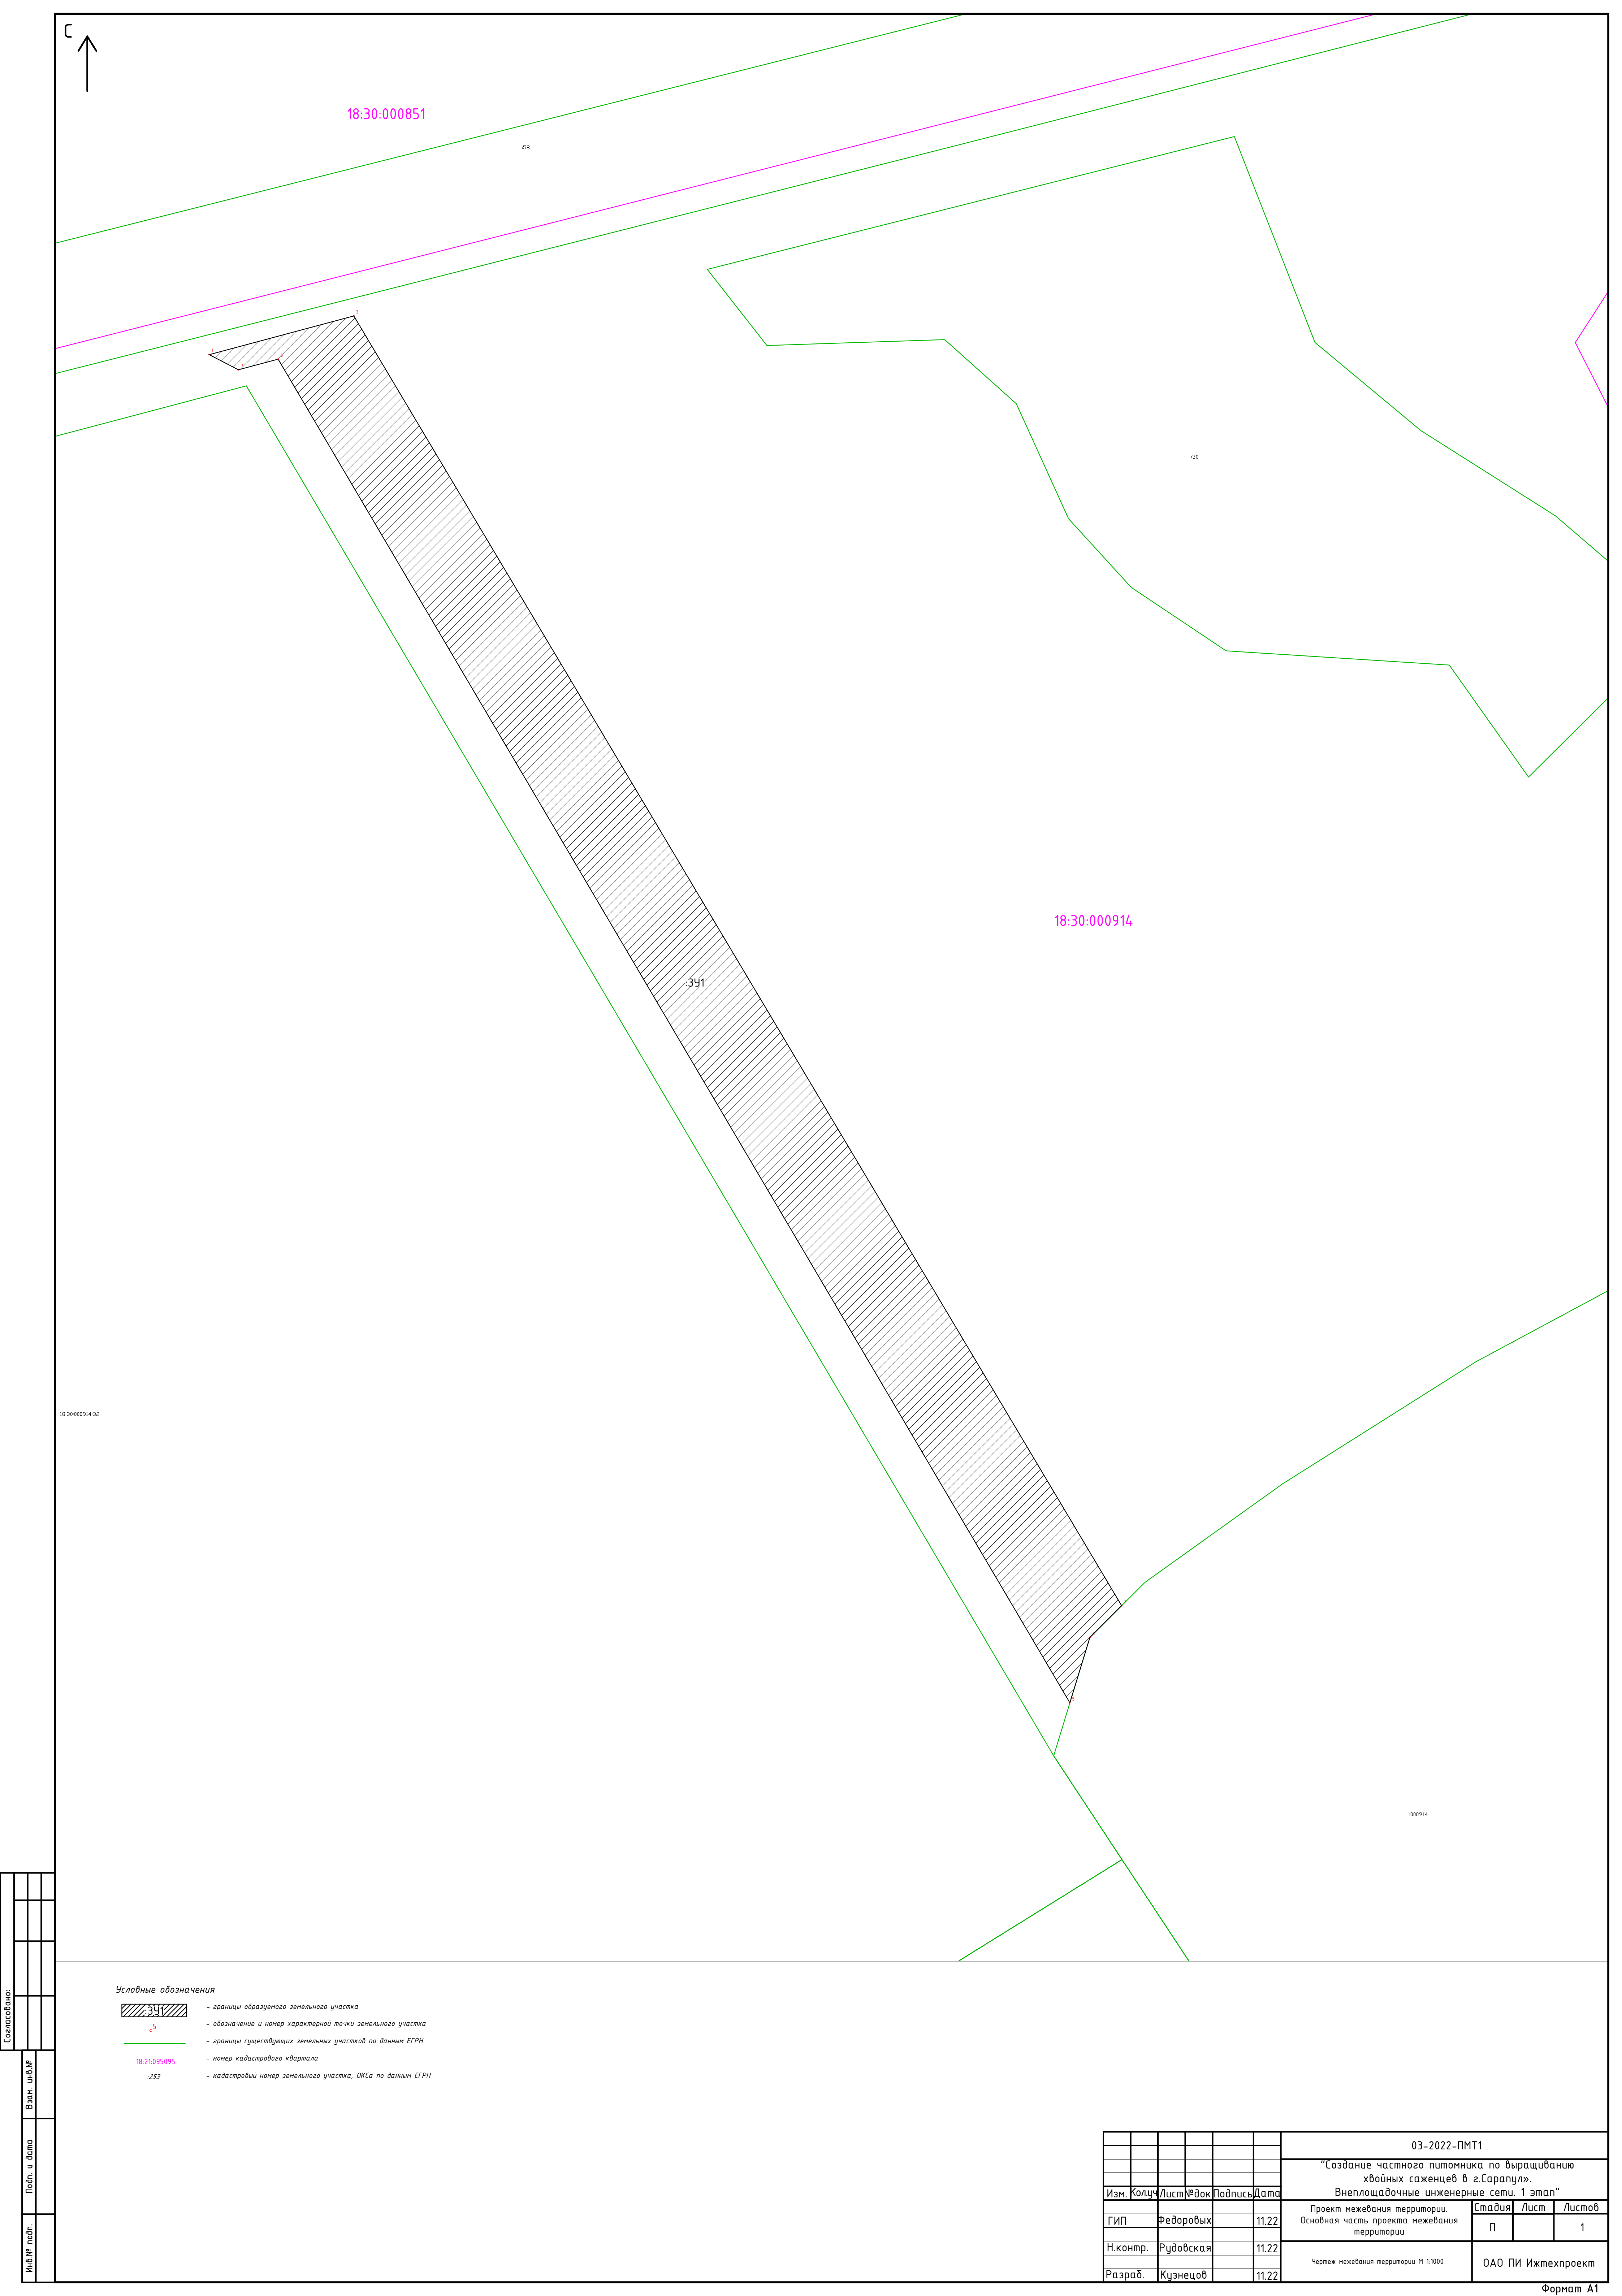 С
18:30:000851
:58
1
2
:30
18:30:000914
:ЗУ1
18:30:000914:32
:000914
Условные обозначения
:ЗУ1
- границы образуемого земельного участка
5
- обозначение и номер характерной точки земельного участка
- границы существующих земельных участков по данным ЕГРН
18:21:095095
- номер кадастрового квартала
:253
- кадастровый номер земельного участка, ОКСа по данным ЕГРН
Согласовано:
Взам. инв.№
Подп. и дата
Инв.№ подл.
03-2022-ПМТ1
"Создание частного питомника по выращиванию
хвойных саженцев в г.Сарапул».
Внеплощадочные инженерные сети. 1 этап"
Изм. Кол.уч Лист №док Подпись Дата
Проект межевания территории.
Основная часть проекта межевания
территории
Стадия Лист Листов
П 1
ГИП Федоровых 11.22
Н.контр. Рудовская 11.22
Разраб. Кузнецов 11.22
Чертеж межевания территории М 1:1000
ОАО ПИ Ижтехпроект
Формат А1